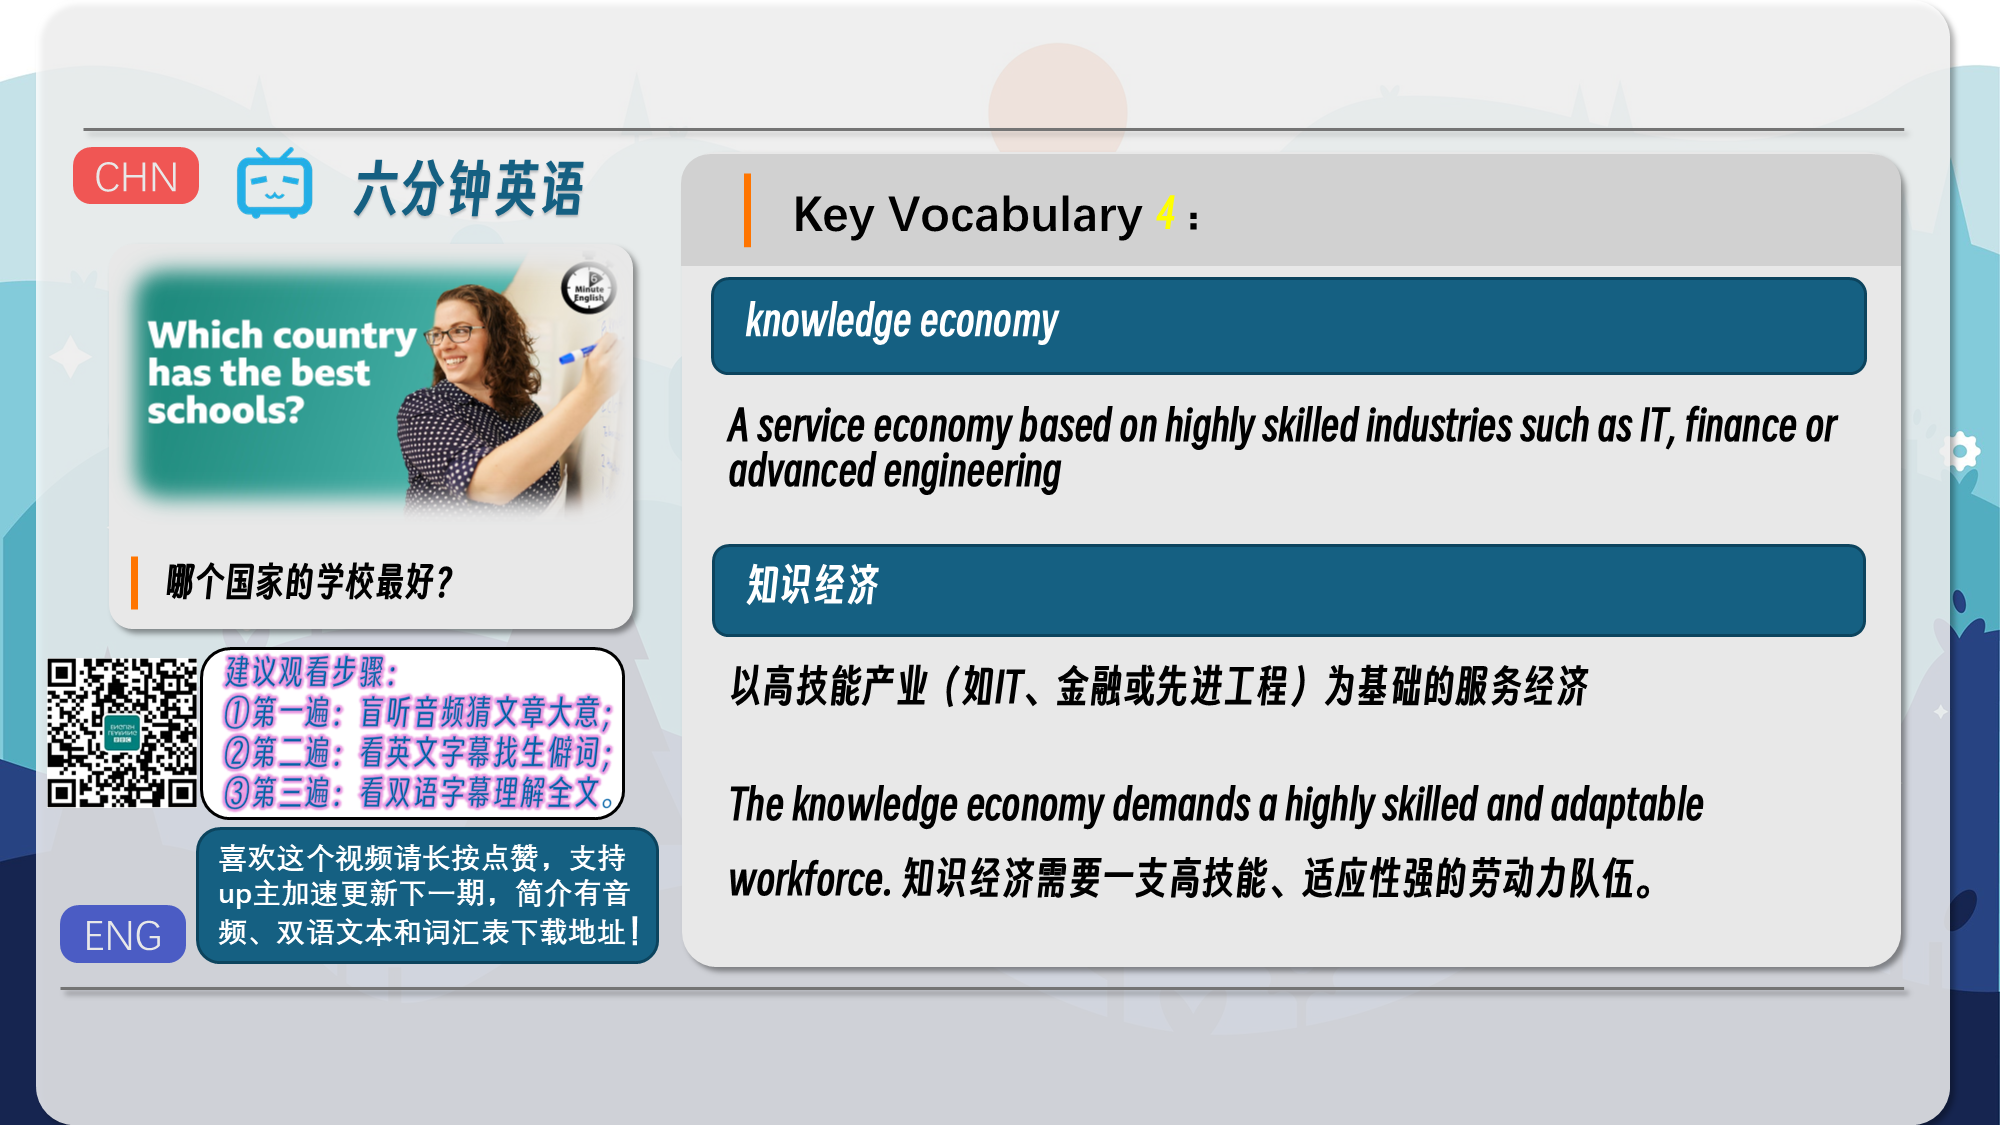 CHN
六分钟英语
Which country
has the best
schools?
6
Minute
English
哪个国家的学校最好？
建议观看步骤：
①第一遍：盲听音频猜文章大意；
②第二遍：看英文字幕找生僻词；
③第三遍：看双语字幕理解全文。
喜欢这个视频请长按点赞，支持
up主加速更新下一期，简介有音
频、双语文本和词汇表下载地址！
ENG
Key Vocabulary 4：
knowledge economy
A service economy based on highly skilled industries such as IT, finance or
advanced engineering
知识经济
以高技能产业（如IT、金融或先进工程）为基础的服务经济
The knowledge economy demands a highly skilled and adaptable
workforce. 知识经济需要一支高技能、适应性强的劳动力队伍。